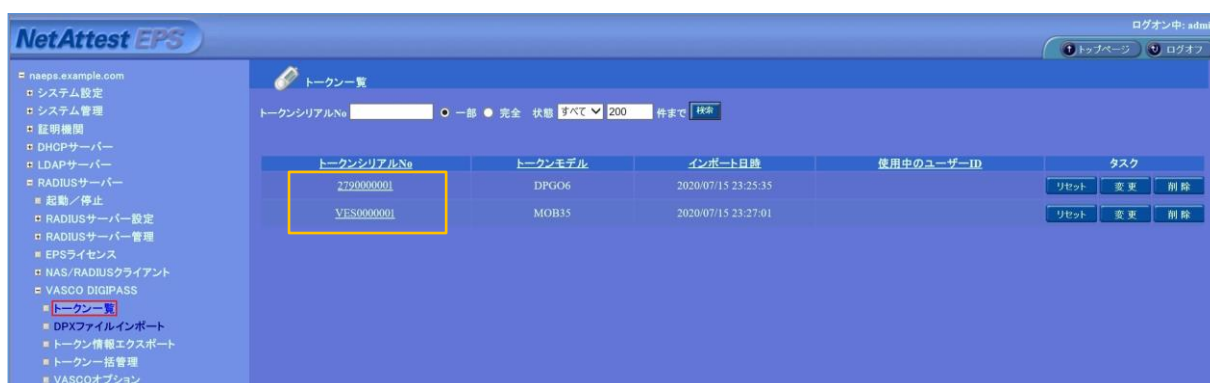 NetAttest EPS
ログオン中: admi
トップページ ログオフ
naeps.example.com
システム設定
システム管理
証明機関
DHCPサーバー
LDAPサーバー
RADIUSサーバー
起動／停止
RADIUSサーバー設定
RADIUSサーバー管理
EPSライセンス
NAS/RADIUSクライアント
VASCO DIGIPASS
トークン一覧
DPXファイルインポート
トークン情報エクスポート
トークン一括管理
VASCOオプション
トークン一覧
トークンシリアルNo 一部 完全 状態 すべて 200 件まで 検索
トークンシリアルNo トークンモデル インポート日時 使用中のユーザーID タスク
2790000001 DPGO6 2020/07/15 23:25:35 リセット 変更 削除
VES0000001 MOB35 2020/07/15 23:27:01 リセット 変更 削除